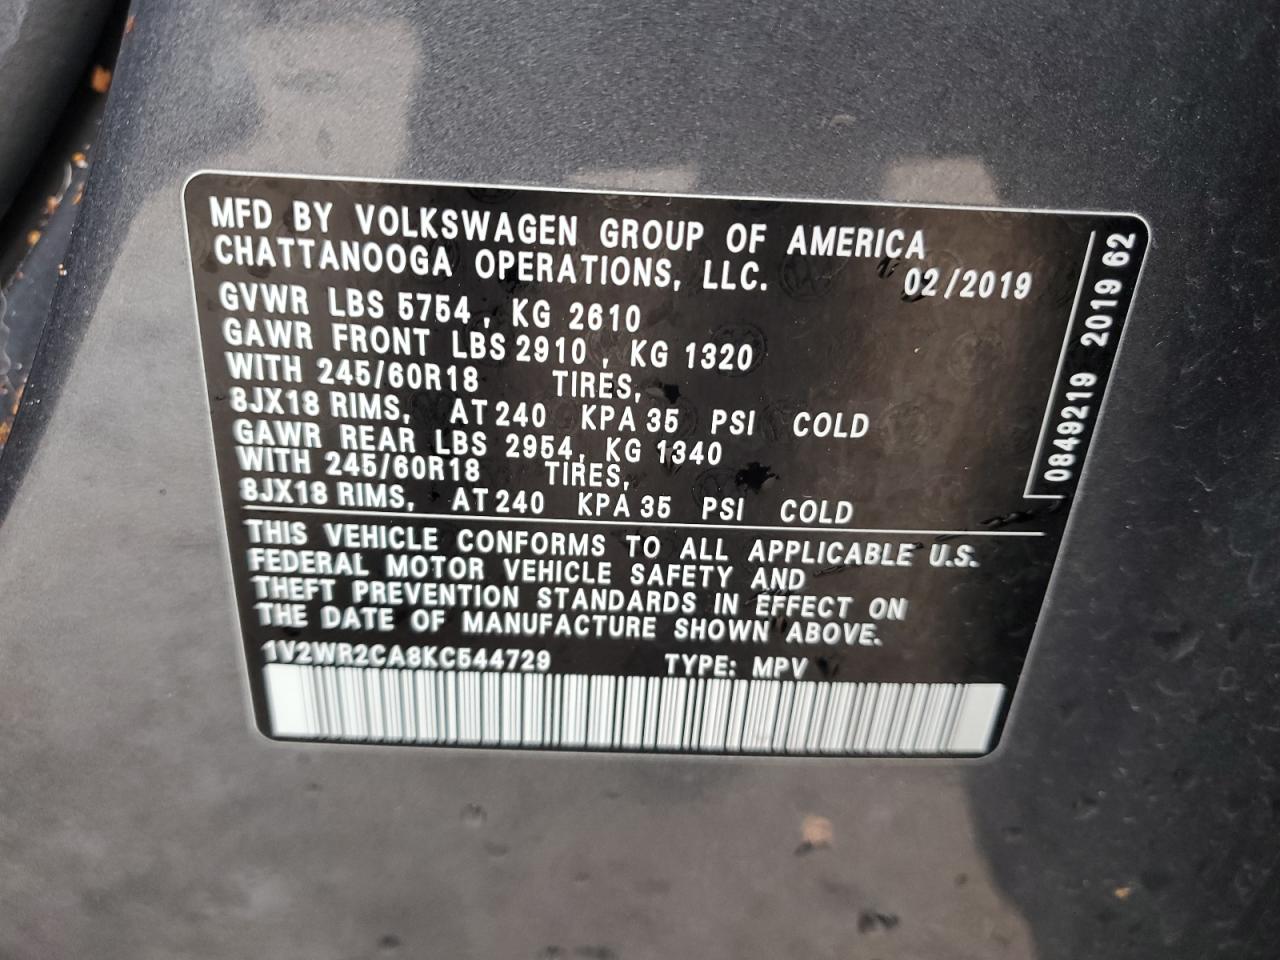 MFD BY VOLKSWAGEN GROUP OF AMERICA
CHATTANOOGA OPERATIONS, LLC. 02/2019
GVWR LBS 5754 , KG 2610
GAWR FRONT LBS 2910 , KG 1320
WITH 245/60R18 TIRES,
8JX18 RIMS, AT 240 KPA 35 PSI COLD
GAWR REAR LBS 2954, KG 1340
WITH 245/60R18 TIRES,
8JX18 RIMS, AT 240 KPA 35 PSI COLD
THIS VEHICLE CONFORMS TO ALL APPLICABLE U.S.
FEDERAL MOTOR VEHICLE SAFETY AND
THEFT PREVENTION STANDARDS IN EFFECT ON
THE DATE OF MANUFACTURE SHOWN ABOVE.
1V2WR2CA8KC544729 TYPE: MPV
0849219 2019 62